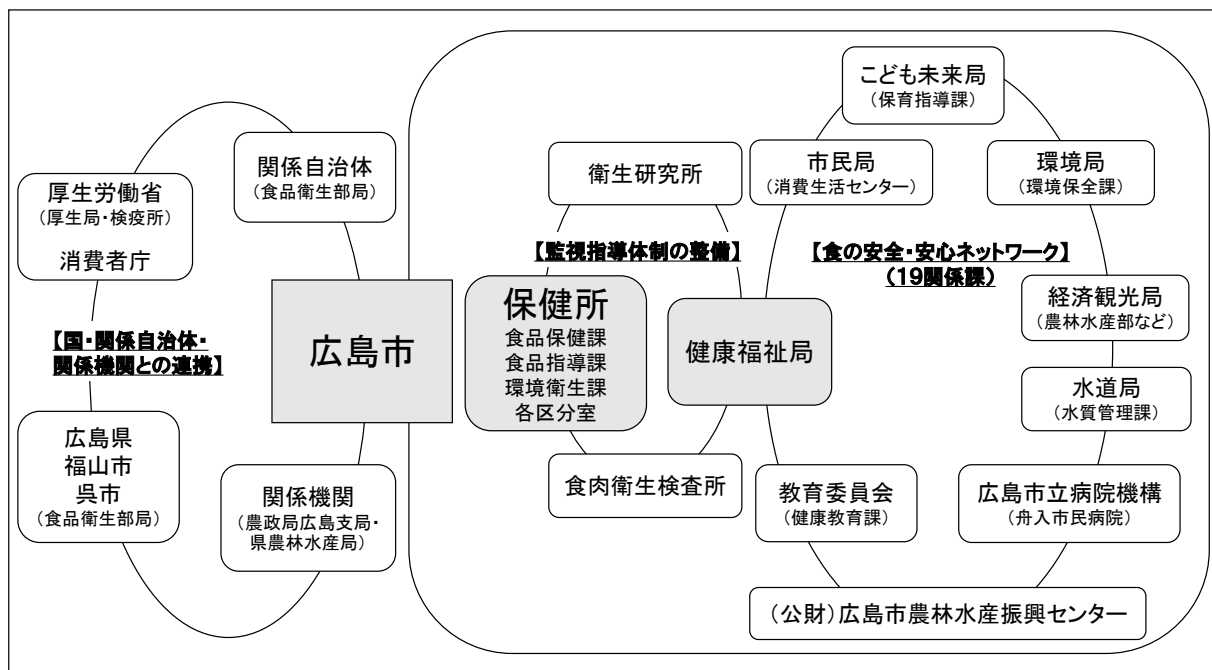 関係自治体
(食品衛生部局)
厚生労働省
(厚生局・検疫所)
消費者庁
【国・関係自治体・
関係機関との連携】
広島市
広島県
福山市
呉市
(食品衛生部局)
関係機関
(農政局広島支局・
県農林水産局)
衛生研究所
【監視指導体制の整備】
保健所
食品保健課
食品指導課
環境衛生課
各区分室
健康福祉局
食肉衛生検査所
こども未来局
(保育指導課)
市民局
(消費生活センター)
環境局
(環境保全課)
【食の安全・安心ネットワーク】
(19関係課)
経済観光局
(農林水産部など)
水道局
(水質管理課)
教育委員会
(健康教育課)
広島市立病院機構
(舟入市民病院)
(公財)広島市農林水産振興センター